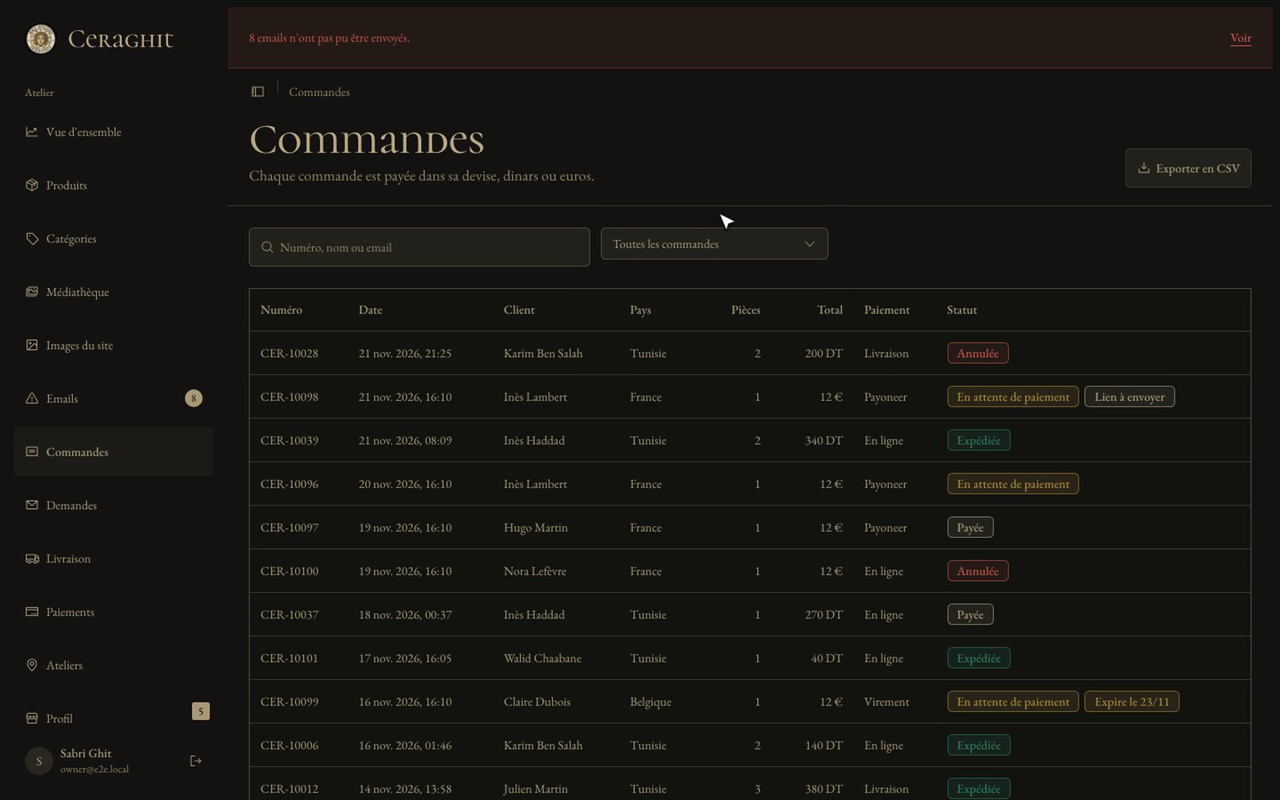 Ceraghit
8 emails n'ont pas pu être envoyés.
Voir
Atelier
Vue d'ensemble
Produits
Catégories
Médiathèque
Images du site
Emails 8
Commandes
Demandes
Livraison
Paiements
Ateliers
Profil 5
S
Sabri Ghit
owner@e2e.local
Commandes
Commandes
Chaque commande est payée dans sa devise, dinars ou euros.
Exporter en CSV
Numéro, nom ou email
Toutes les commandes
Numéro Date Client Pays Pièces Total Paiement Statut
CER-10028 21 nov. 2026, 21:25 Karim Ben Salah Tunisie 2 200 DT Livraison Annulée
CER-10098 21 nov. 2026, 16:10 Inès Lambert France 1 12 € Payoneer En attente de paiement Lien à envoyer
CER-10039 21 nov. 2026, 08:09 Inès Haddad Tunisie 2 340 DT En ligne Expédiée
CER-10096 20 nov. 2026, 16:10 Inès Lambert France 1 12 € Payoneer En attente de paiement
CER-10097 19 nov. 2026, 16:10 Hugo Martin France 1 12 € Payoneer Payée
CER-10100 19 nov. 2026, 16:10 Nora Lefèvre France 1 12 € En ligne Annulée
CER-10037 18 nov. 2026, 00:37 Inès Haddad Tunisie 1 270 DT En ligne Payée
CER-10101 17 nov. 2026, 16:05 Walid Chaabane Tunisie 1 40 DT En ligne Expédiée
CER-10099 16 nov. 2026, 16:10 Claire Dubois Belgique 1 12 € Virement En attente de paiement Expire le 23/11
CER-10006 16 nov. 2026, 01:46 Karim Ben Salah Tunisie 2 140 DT En ligne Expédiée
CER-10012 14 nov. 2026, 13:58 Julien Martin Tunisie 3 380 DT Livraison Expédiée